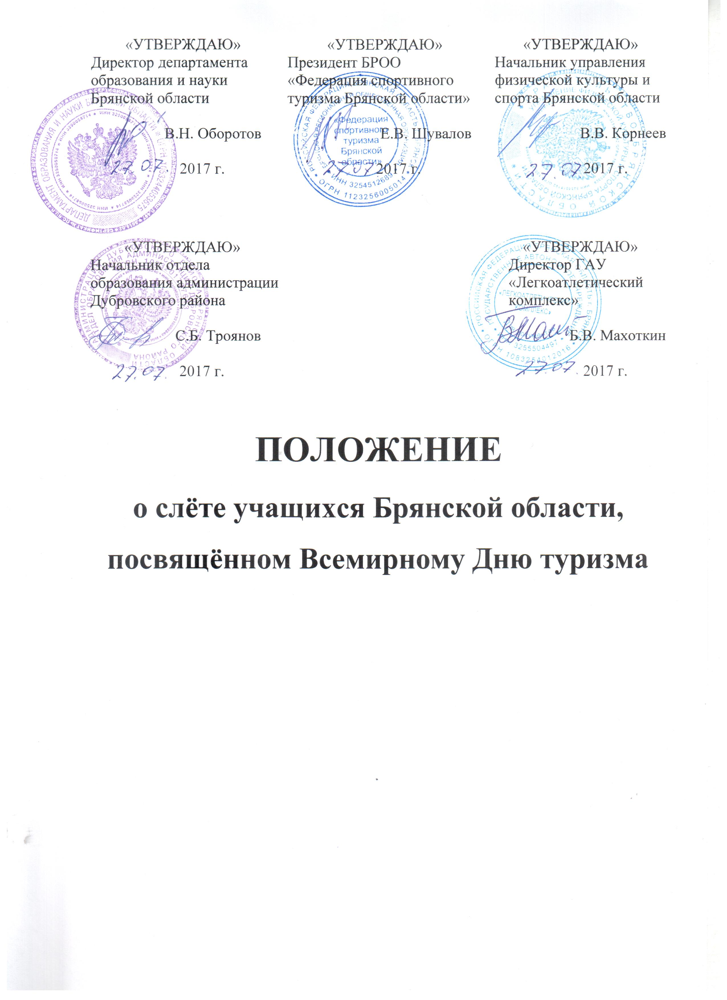 «УТВЕРЖДАЮ»
Директор департамента
образования и науки
Брянской области
В.Н. Оборотов
27.07. 2017 г.
«УТВЕРЖДАЮ»
Президент БРОО
«Федерация спортивного
туризма Брянской области»
Е.В. Шувалов
27.07 2017 г.
«Федерация
спортивного
туризма
Брянской
области»
ИНН 3254512689
ОГРН 1123256005014
«УТВЕРЖДАЮ»
Начальник управления
физической культуры и
спорта Брянской области
В.В. Корнеев
27.07. 2017 г.
«УТВЕРЖДАЮ»
Начальник отдела
образования администрации
Дубровского района
С.Б. Троянов
27.07. 2017 г.
«УТВЕРЖДАЮ»
Директор ГАУ
«Легкоатлетический
комплекс»
Б.В. Махоткин
27.07. 2017 г.
3255504497
ОГРН 1083254012016
ПОЛОЖЕНИЕ
о слёте учащихся Брянской области,
посвящённом Всемирному Дню туризма